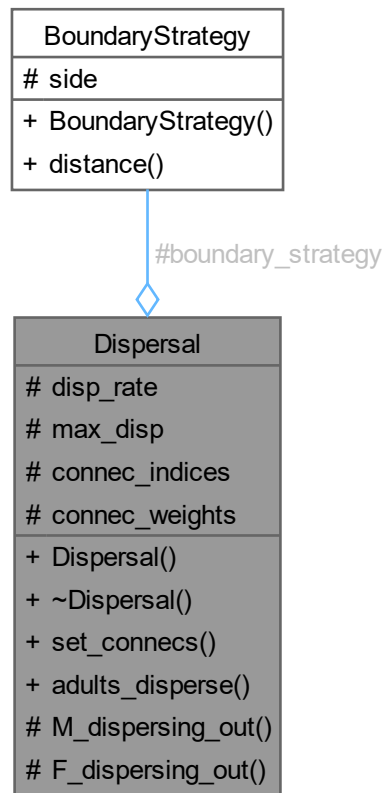 BoundaryStrategy
# side
+ BoundaryStrategy()
+ distance()
#boundary_strategy
Dispersal
# disp_rate
# max_disp
# connec_indices
# connec_weights
+ Dispersal()
+ ~Dispersal()
+ set_connecs()
+ adults_disperse()
# M_dispersing_out()
# F_dispersing_out()